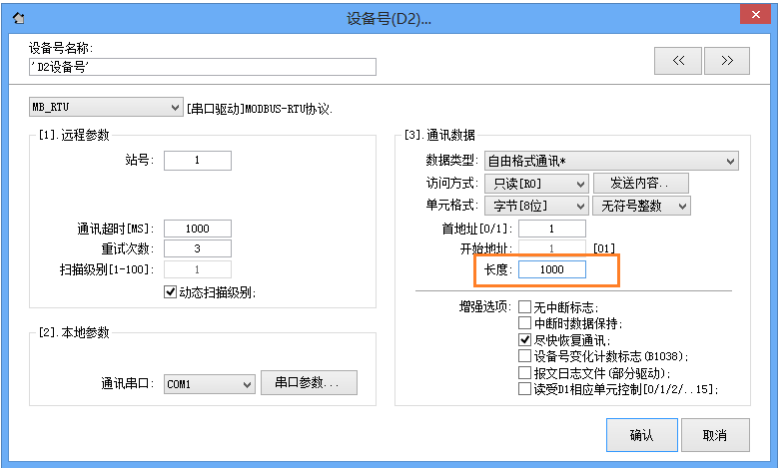 设备号(D2)...
设备号名称:
'D2设备号'
<<
>>
MB_RTU
[串口驱动]MODBUS-RTU协议.
[1].远程参数
站号: 1
通讯超时[MS]: 1000
重试次数: 3
扫描级别[1-100]: 1
动态扫描级别;
[2].本地参数
通讯串口: COM1 串口参数...
[3].通讯数据
数据类型: 自由格式通讯*
访问方式: 只读[RO] 发送内容..
单元格式: 字节[8位] 无符号整数
首地址[0/1]: 1
开始地址: 1 [01]
长度: 1000
增强选项: 无中断标志;
中断时数据保持;
尽快恢复通讯;
设备号变化计数标志(B1038);
报文日志文件(部分驱动);
读受D1相应单元控制[0/1/2/..15];
确认 取消